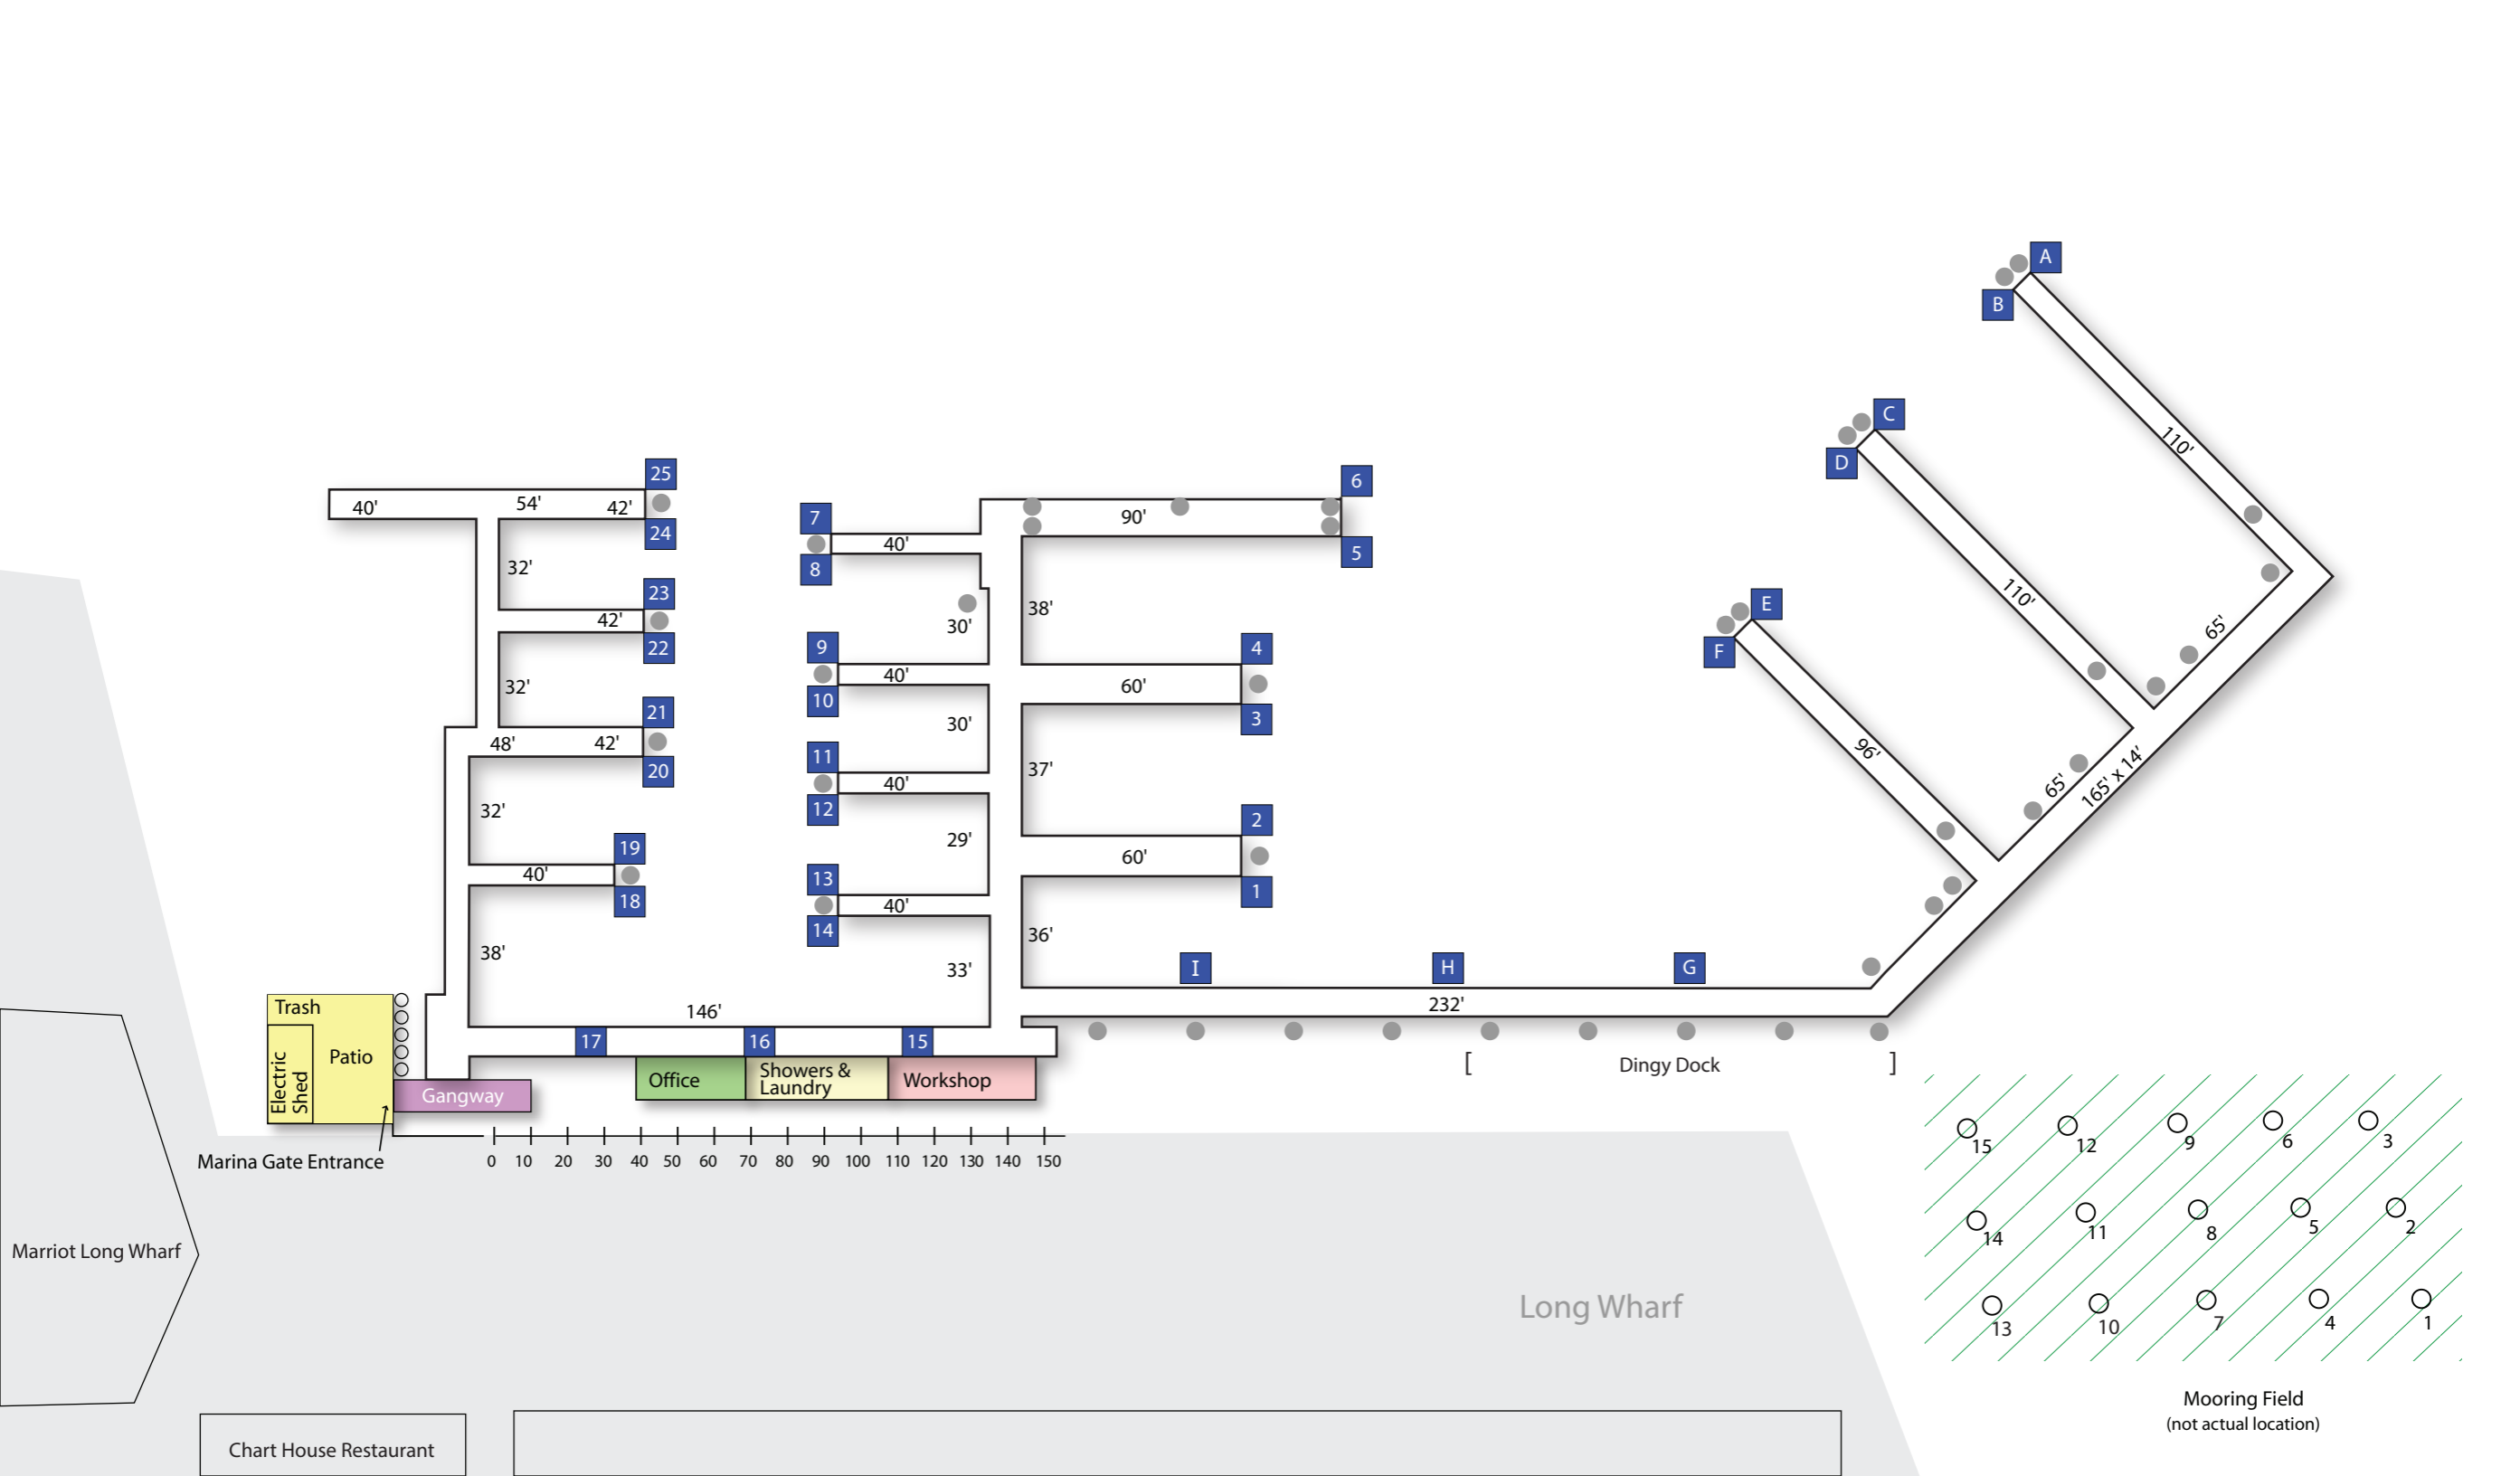 A
B
C
D
110'
110'
65'
E
F
96'
65'
165' x 14'
25
40'
54'
42'
24
32'
23
42'
22
32'
21
48'
42'
20
32'
19
40'
18
38'
146'
17
16
15
7
40'
8
30'
9
40'
10
30'
11
40'
12
29'
13
40'
14
33'
6
90'
5
38'
4
60'
3
37'
2
60'
1
36'
I
H
G
232'
[ Dingy Dock ]
Trash
Patio
Electric
Shed
Gangway
Office
Showers &
Laundry
Workshop
Marina Gate Entrance
0 10 20 30 40 50 60 70 80 90 100 110 120 130 140 150
Marriot Long Wharf
Long Wharf
Chart House Restaurant
15 12 9 6 3
14 11 8 5 2
13 10 7 4 1
Mooring Field
(not actual location)